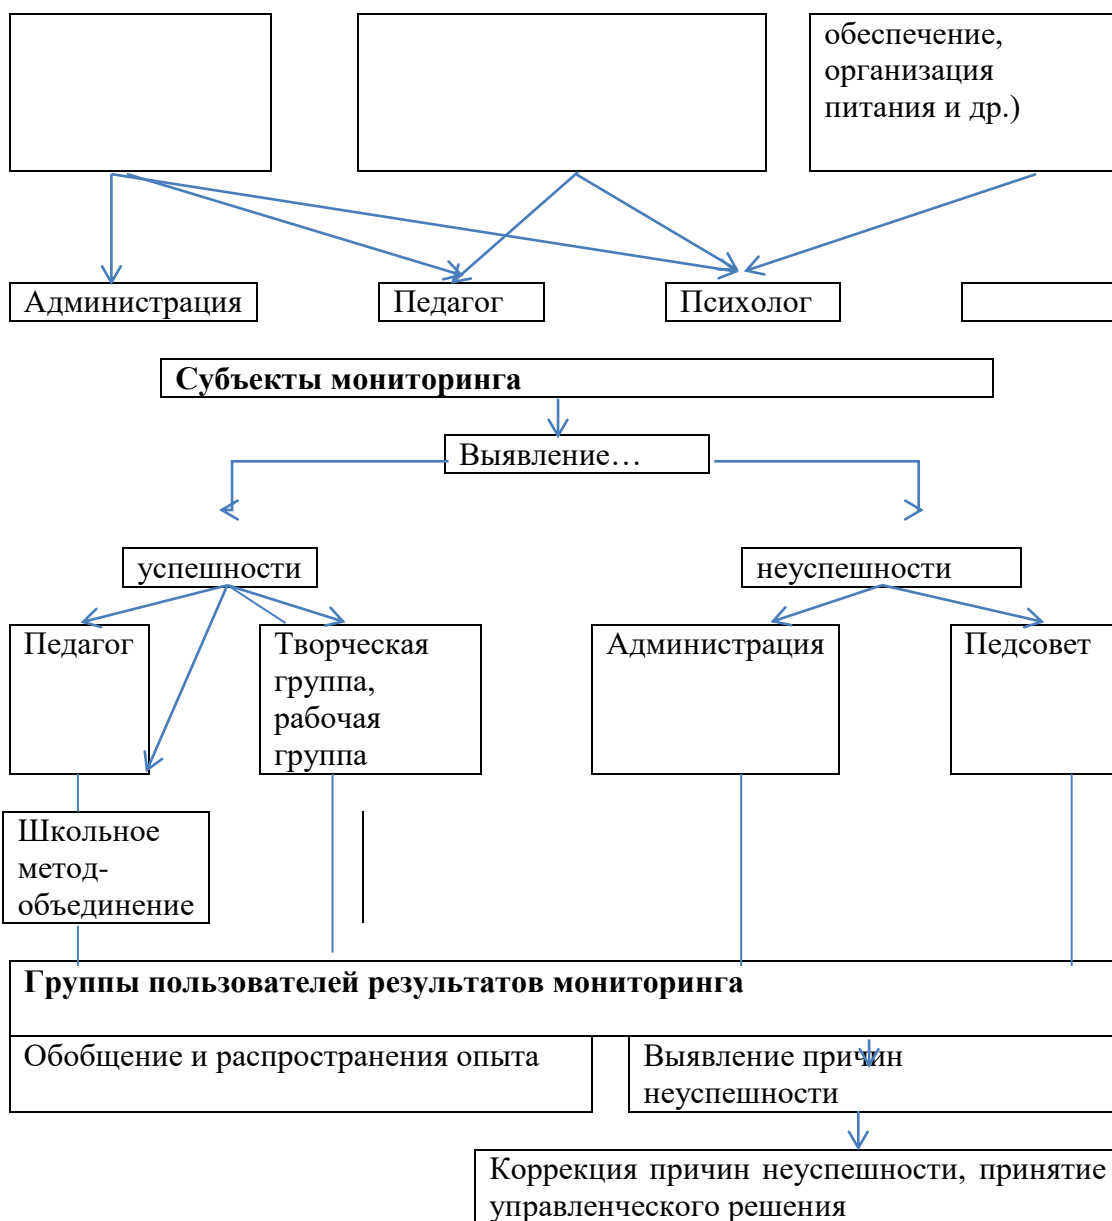 обеспечение,
организация
питания и др.)
Администрация
Педагог
Психолог
Субъекты мониторинга
Выявление…
успешности
неуспешности
Педагог
Творческая
группа,
рабочая
группа
Администрация
Педсовет
Школьное
метод-
объединение
Группы пользователей результатов мониторинга
Обобщение и распространения опыта
Выявление причин
неуспешности
Коррекция причин неуспешности, принятие
управленческого решения